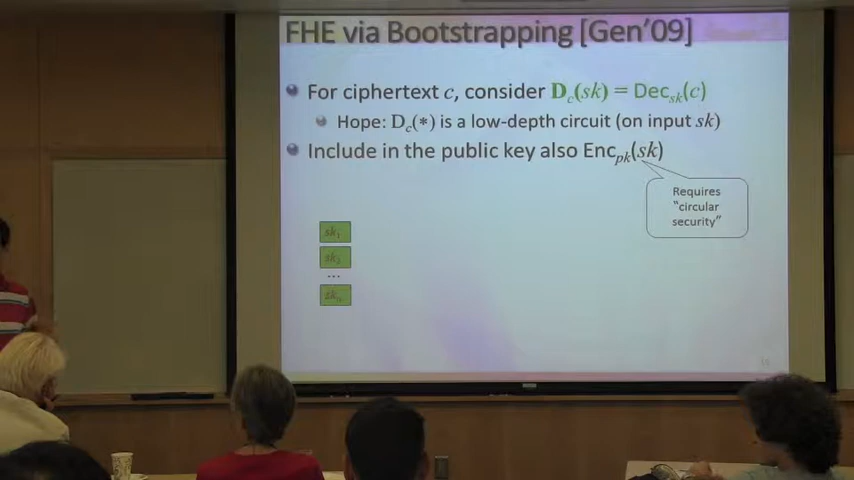 FHE via Bootstrapping [Gen'09]
For ciphertext c, consider D_c(sk) = Dec_sk(c)
Hope: D_c(*) is a low-depth circuit (on input sk)
Include in the public key also Enc_pk(sk)
Requires
"circular
security"
sk_1
sk_2
...
sk_n